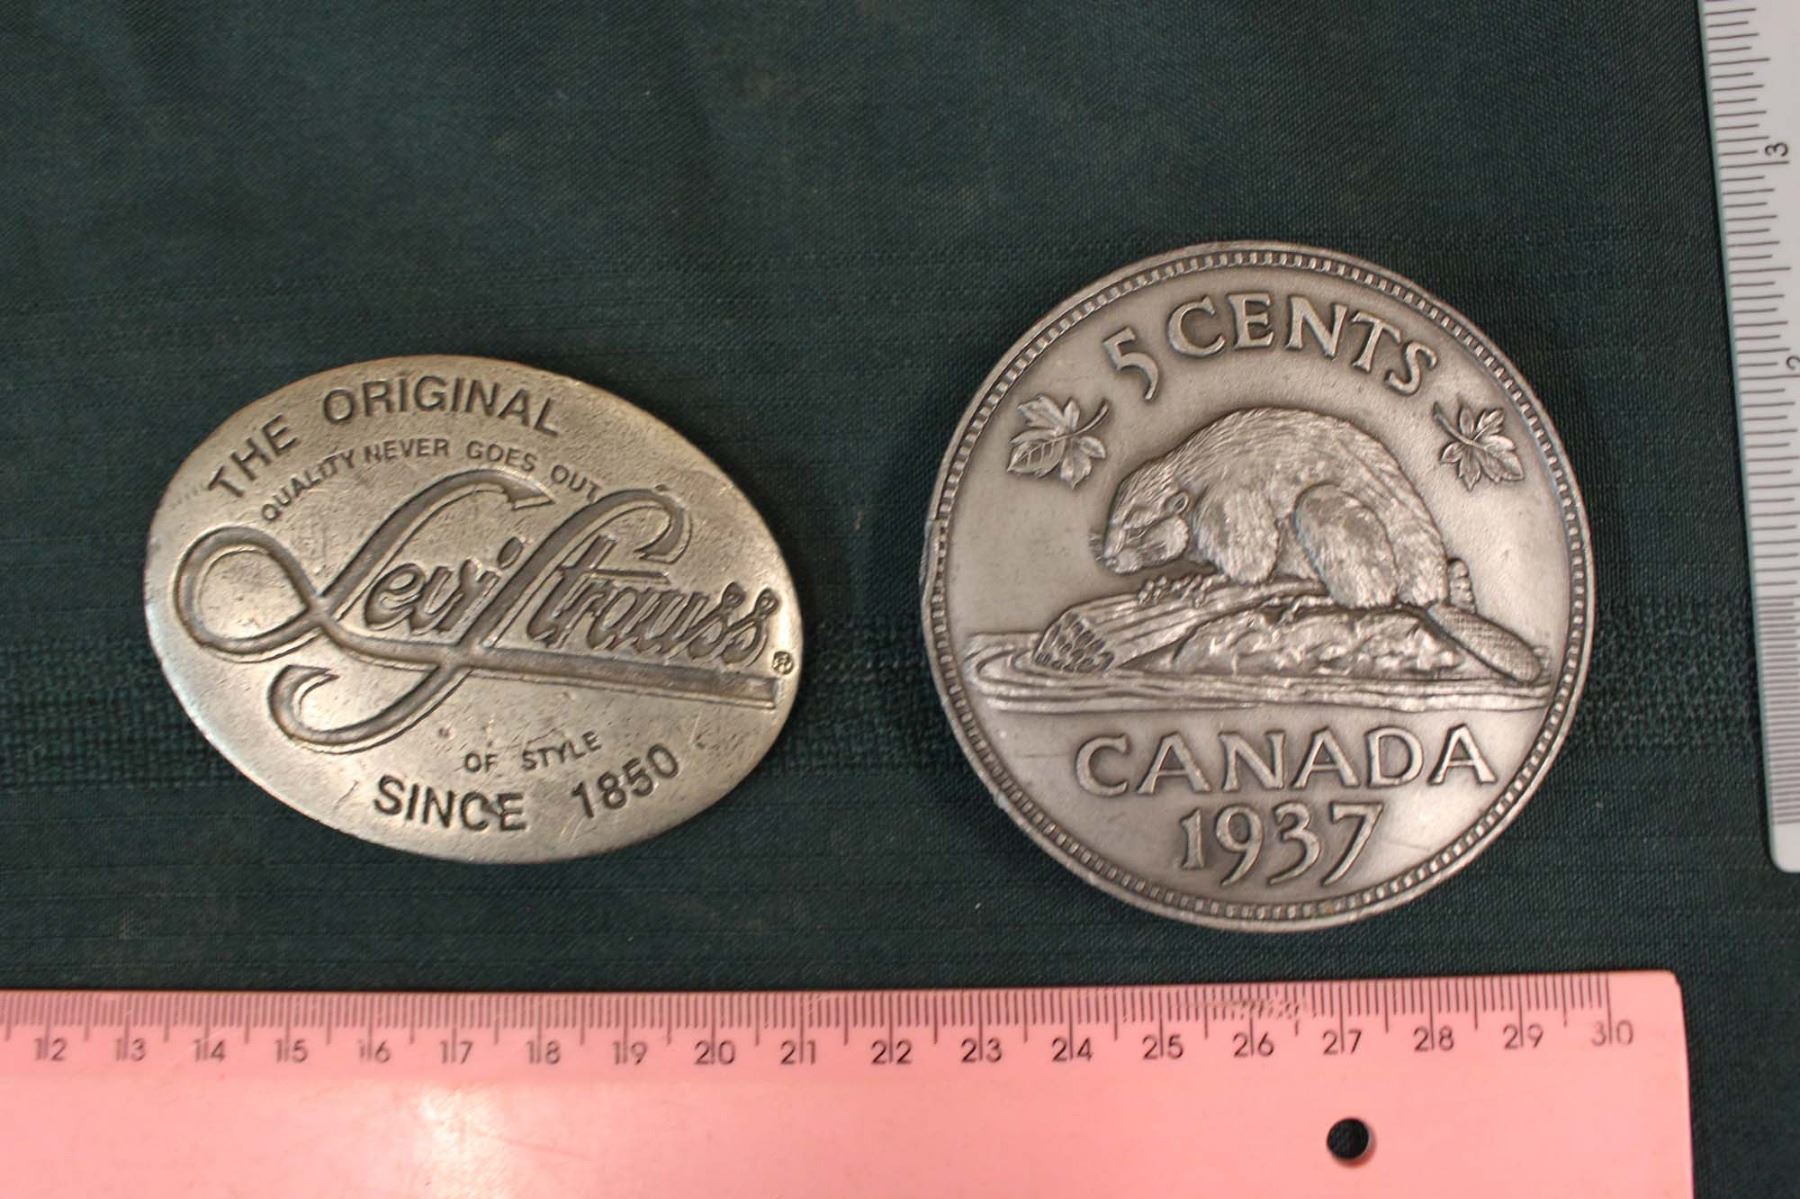 THE ORIGINAL
QUALITY NEVER GOES OUT
Levi Strauss®
OF STYLE
SINCE 1850
5 CENTS
CANADA
1937
3
2
12 13 14 15 16 17 18 19 20 21 22 23 24 25 26 27 28 29 30